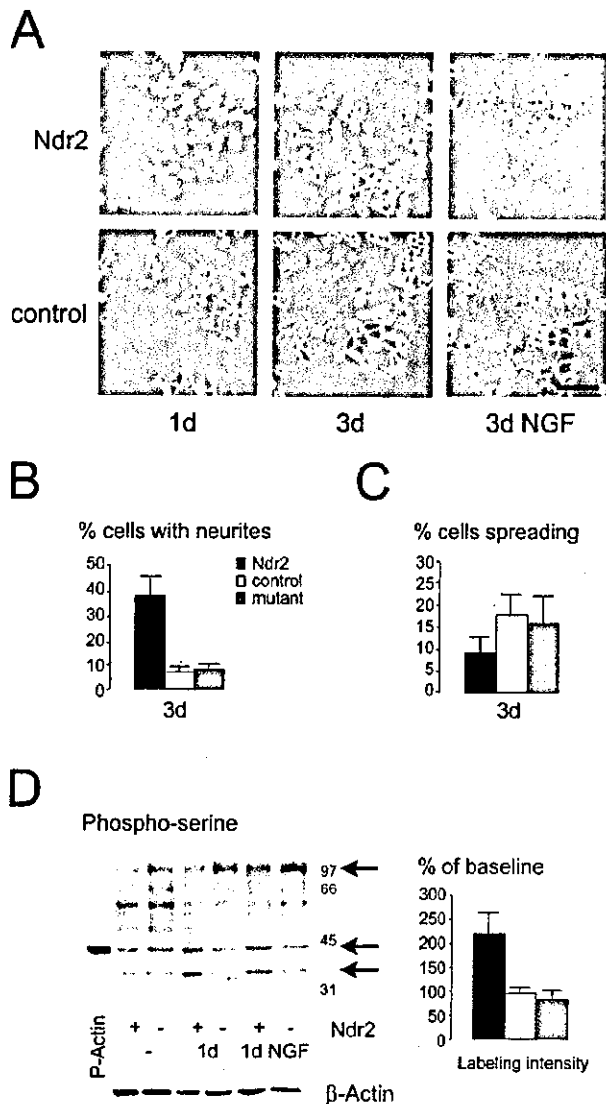 A
Ndr2
control
1d 3d 3d NGF
B
% cells with neurites
50
40
30
20
10
0
3d
Ndr2
control
mutant
C
% cells spreading
30
25
20
15
10
5
0
3d
D
Phospho-serine
97
66
45
31
P-Actin
+ - + - + - Ndr2
- 1d 1d NGF
β-Actin
% of baseline
300
250
200
150
100
50
0
Labeling intensity